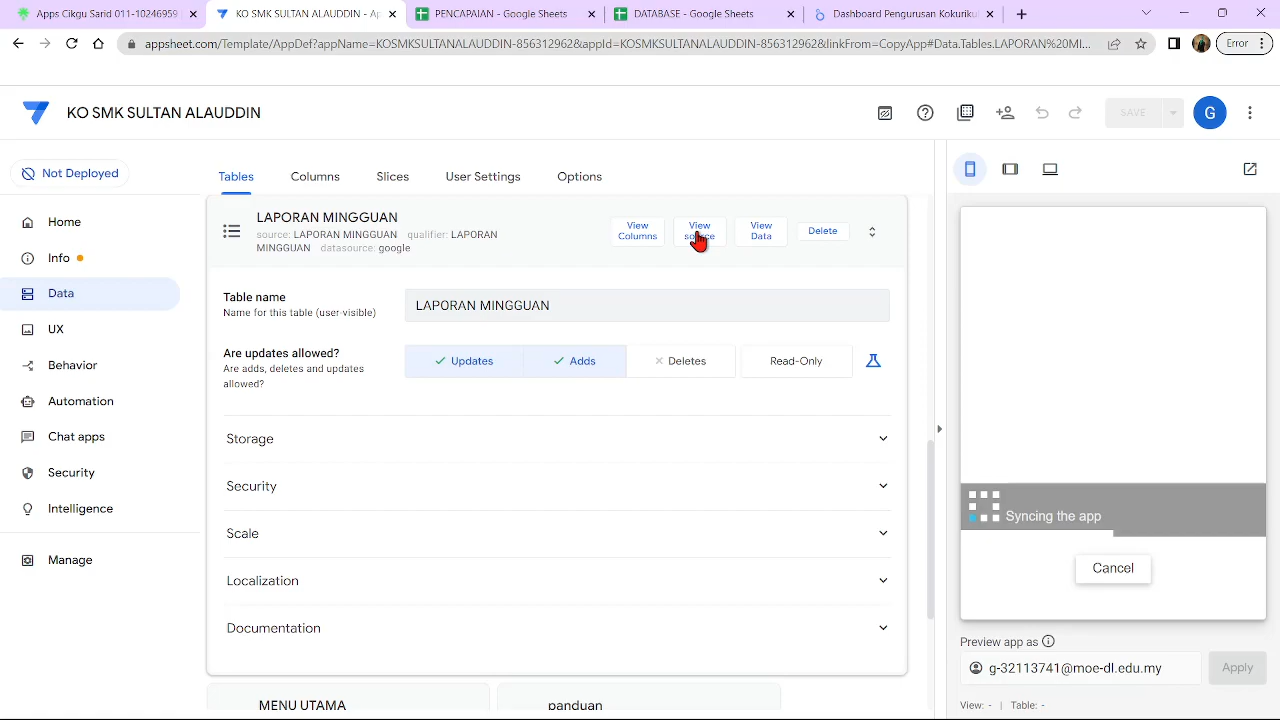 Apps Cikgu Sarid 011-10246959
KO SMK SULTAN ALAUDDIN - Ap
PENCAPAIAN - Google Sheets
DATABASE - Google Sheets
Dashboard Pengurusan Kokurikul
appsheet.com/Template/AppDef?appName=KOSMKSULTANALAUDDIN-856312962&appId=KOSMKSULTANALAUDDIN-856312962&linkFrom=CopyApp#Data.Tables.LAPORAN%20MI...
Error
KO SMK SULTAN ALAUDDIN
SAVE
G
Not Deployed
Home
Info
Data
UX
Behavior
Automation
Chat apps
Security
Intelligence
Manage
Tables
Columns
Slices
User Settings
Options
LAPORAN MINGGUAN
source: LAPORAN MINGGUAN qualifier: LAPORAN
MINGGUAN datasource: google
View
Columns
View
source
View
Data
Delete
Table name
Name for this table (user-visible)
LAPORAN MINGGUAN
Are updates allowed?
Are adds, deletes and updates
allowed?
Updates
Adds
Deletes
Read-Only
Storage
Security
Scale
Localization
Documentation
MENU UTAMA
panduan
Syncing the app
Cancel
Preview app as
g-32113741@moe-dl.edu.my
Apply
View: - | Table: -